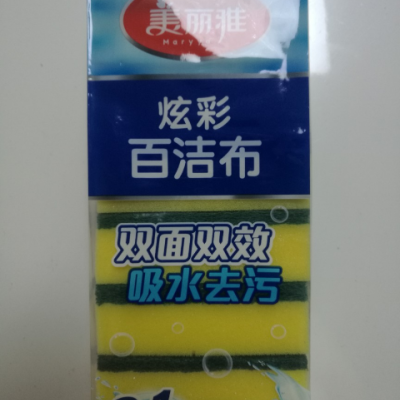 美丽雅
炫彩
百洁布
双面双效
吸水去污